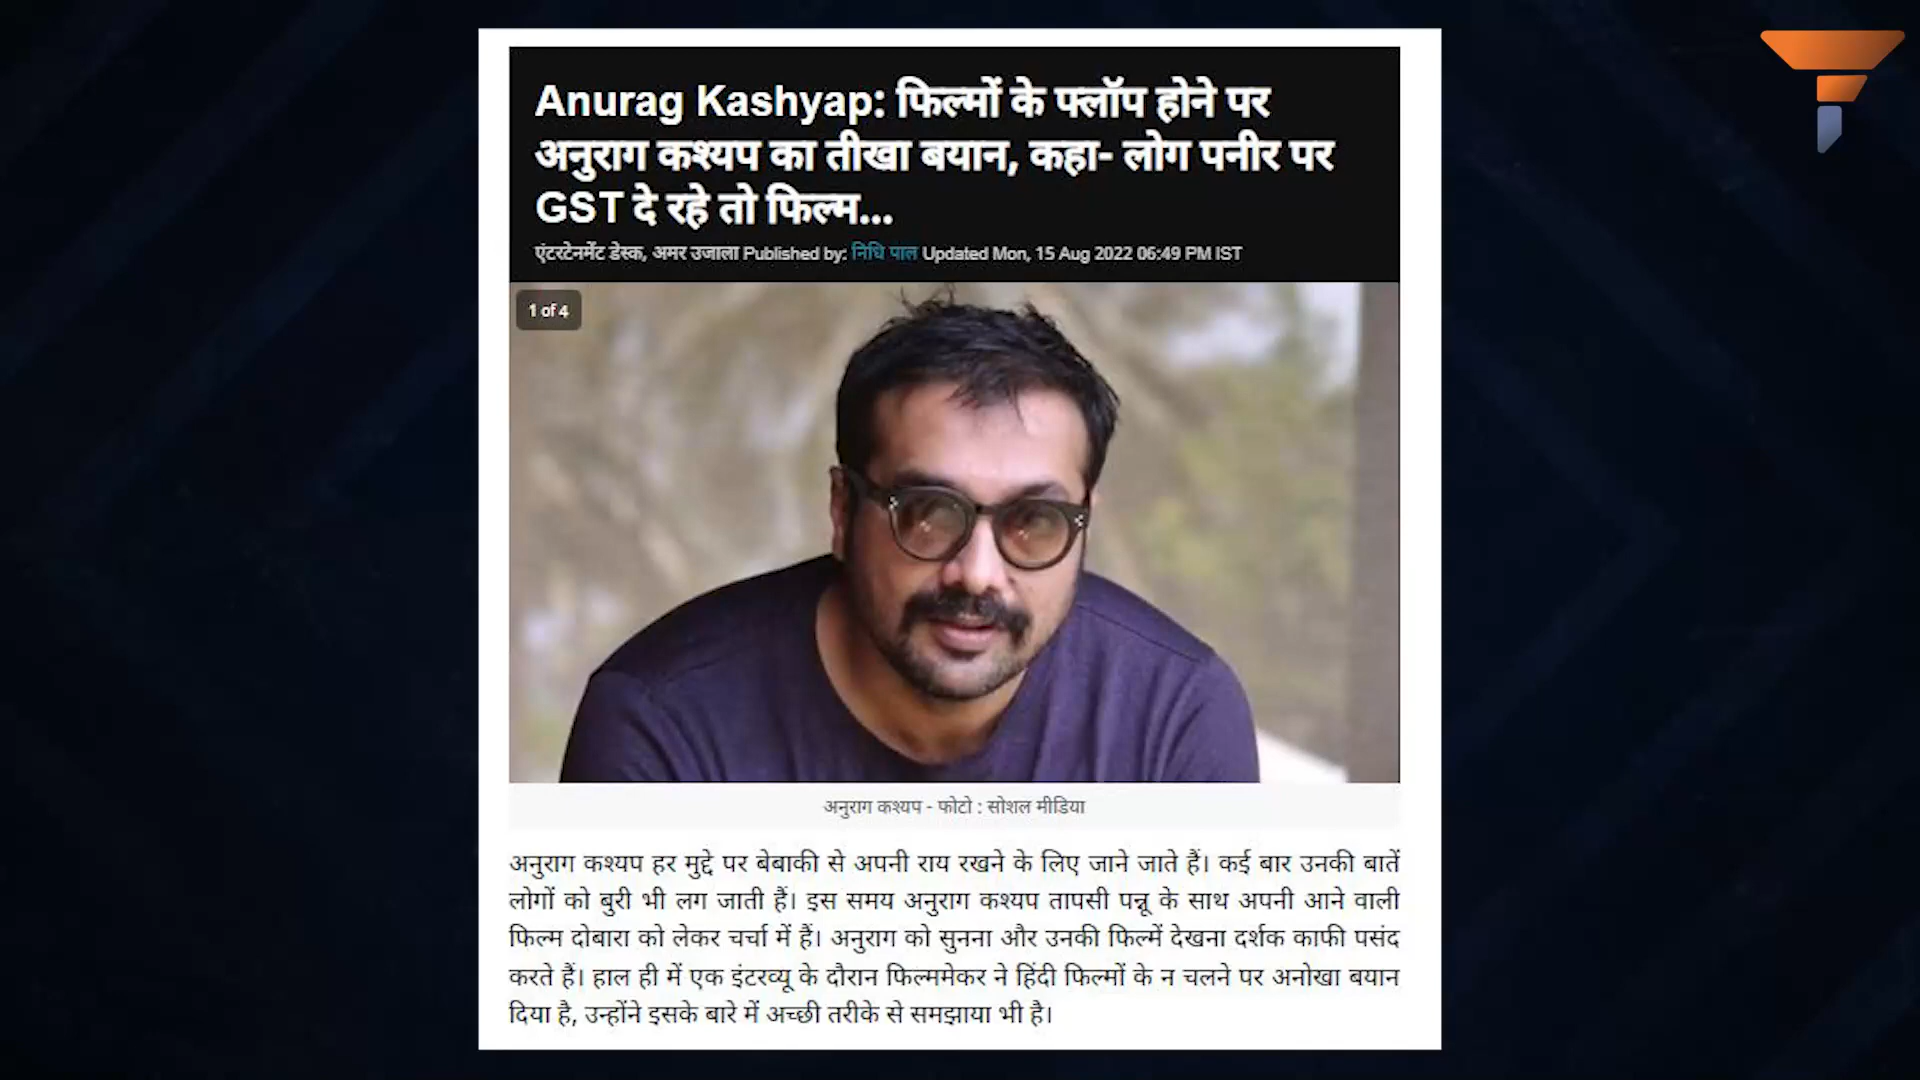 Anurag Kashyap: फिल्मों के फ्लॉप होने पर
अनुराग कश्यप का तीखा बयान, कहा- लोग पनीर पर
GST दे रहे तो फिल्म...
एंटरटेनमेंट डेस्क, अमर उजाला Published by: निधि पाल Updated Mon, 15 Aug 2022 06:49 PM IST
1 of 4
अनुराग कश्यप - फोटो : सोशल मीडिया
अनुराग कश्यप हर मुद्दे पर बेबाकी से अपनी राय रखने के लिए जाने जाते हैं। कई बार उनकी बातें
लोगों को बुरी भी लग जाती हैं। इस समय अनुराग कश्यप तापसी पन्नू के साथ अपनी आने वाली
फिल्म दोबारा को लेकर चर्चा में हैं। अनुराग को सुनना और उनकी फिल्में देखना दर्शक काफी पसंद
करते हैं। हाल ही में एक इंटरव्यू के दौरान फिल्ममेकर ने हिंदी फिल्मों के न चलने पर अनोखा बयान
दिया है, उन्होंने इसके बारे में अच्छी तरीके से समझाया भी है।